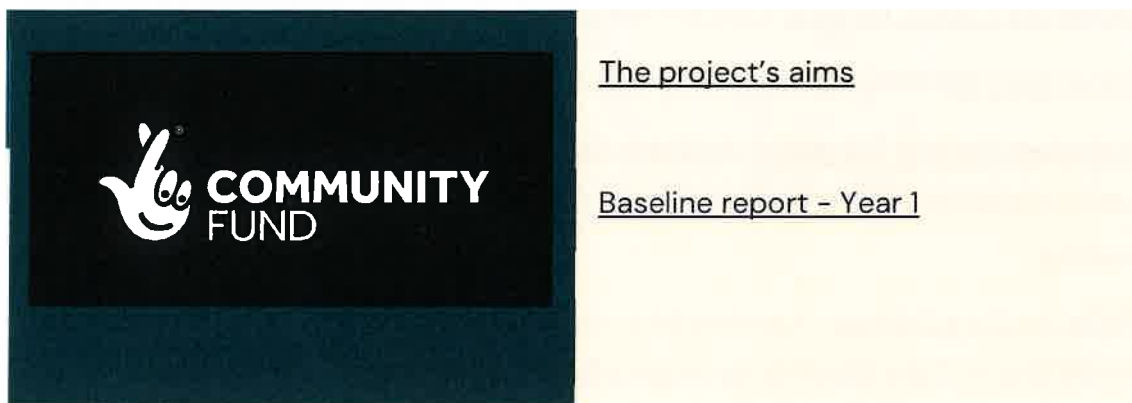 COMMUNITY
FUND
The project's aims
Baseline report – Year 1